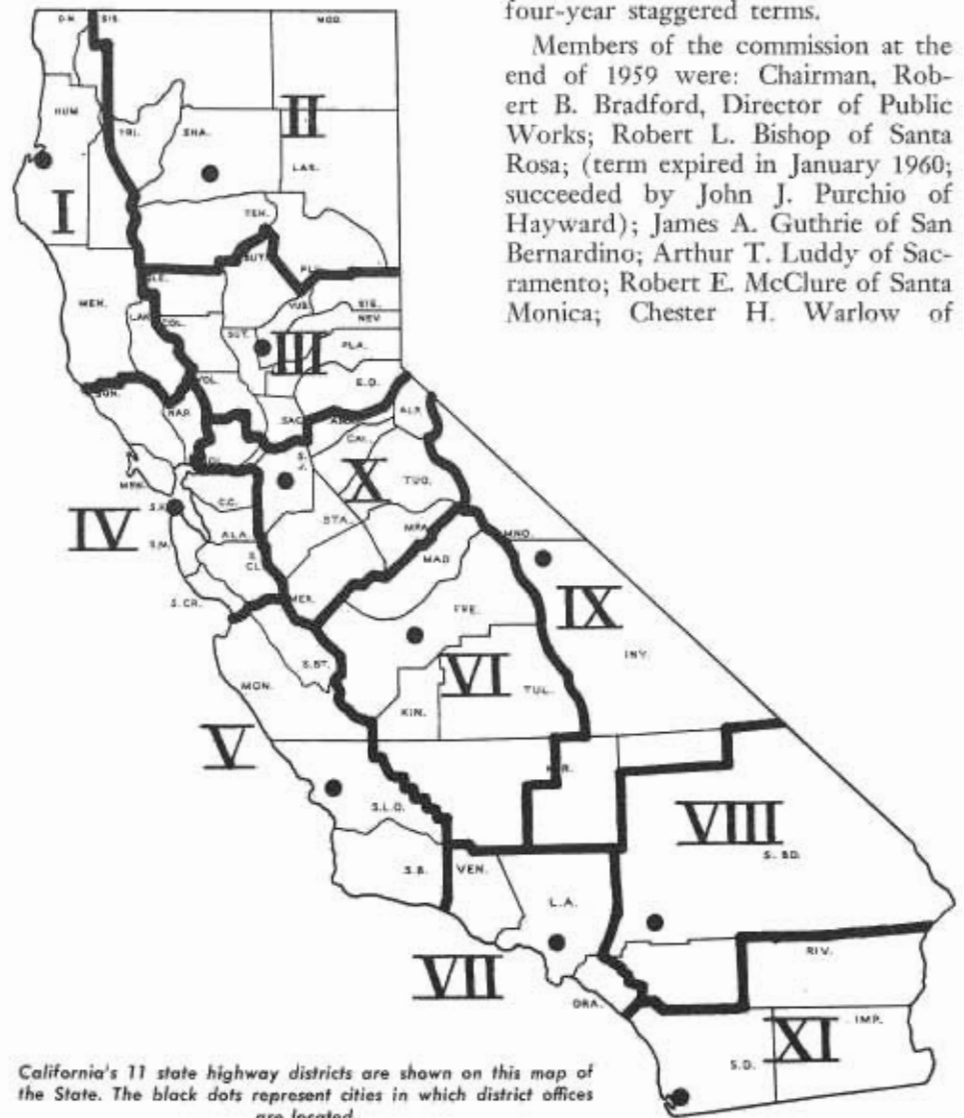 four-year staggered terms.
Members of the commission at the
end of 1959 were: Chairman, Rob-
ert B. Bradford, Director of Public
Works; Robert L. Bishop of Santa
Rosa; (term expired in January 1960;
succeeded by John J. Purchio of
Hayward); James A. Guthrie of San
Bernardino; Arthur T. Luddy of Sac-
ramento; Robert E. McClure of Santa
Monica; Chester H. Warlow of
D.N.
SIS.
MOD.
HUM
TRI.
SHA.
II
LAS.
I
TEH.
MEN.
LAK
COL.
YUB.
SIE.
NEV
SUT.
III
PLA.
E.D.
YOL.
SON.
NAP.
SAC
ALP.
CAL.
S.
J.
X
TUO.
C.C.
S.F.
IV
STA.
MPA
MNO.
ALA.
S.M.
S.
CL.
MAD
S.CR.
MER.
FRE.
IX
INY.
S.BT.
VI
TUL.
MON.
KIN.
V
S.L.O.
VIII
S. BD.
S.B.
VEN.
L.A.
VII
RIV.
ORA.
IMP.
XI
S.D.
California's 11 state highway districts are shown on this map of
the State. The black dots represent cities in which district offices
are located.